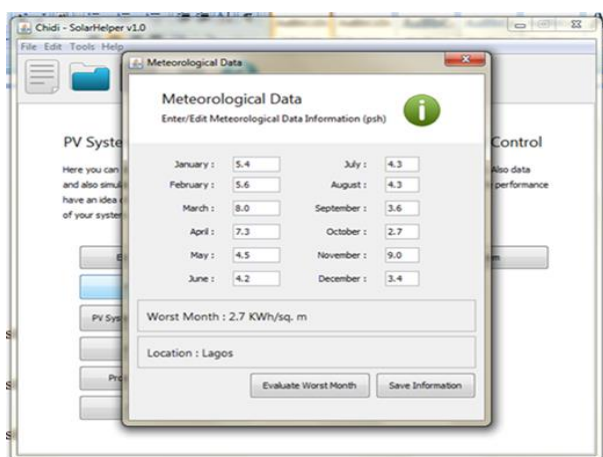 Chidi - SolarHelper v1.0
File Edit Tools Help
Meteorological Data
Meteorological Data
Enter/Edit Meteorological Data Information (psh)
PV Syste
Control
Here you can
Also data
and also simul
performance
have an idea
of your system
January : 5.4 July : 4.3
February : 5.6 August : 4.3
March : 8.0 September : 3.6
April : 7.3 October : 2.7
May : 4.5 November : 9.0
June : 4.2 December : 3.4
PV Sys
Worst Month : 2.7 KWh/sq. m
Location : Lagos
Pro
Evaluate Worst Month Save Information